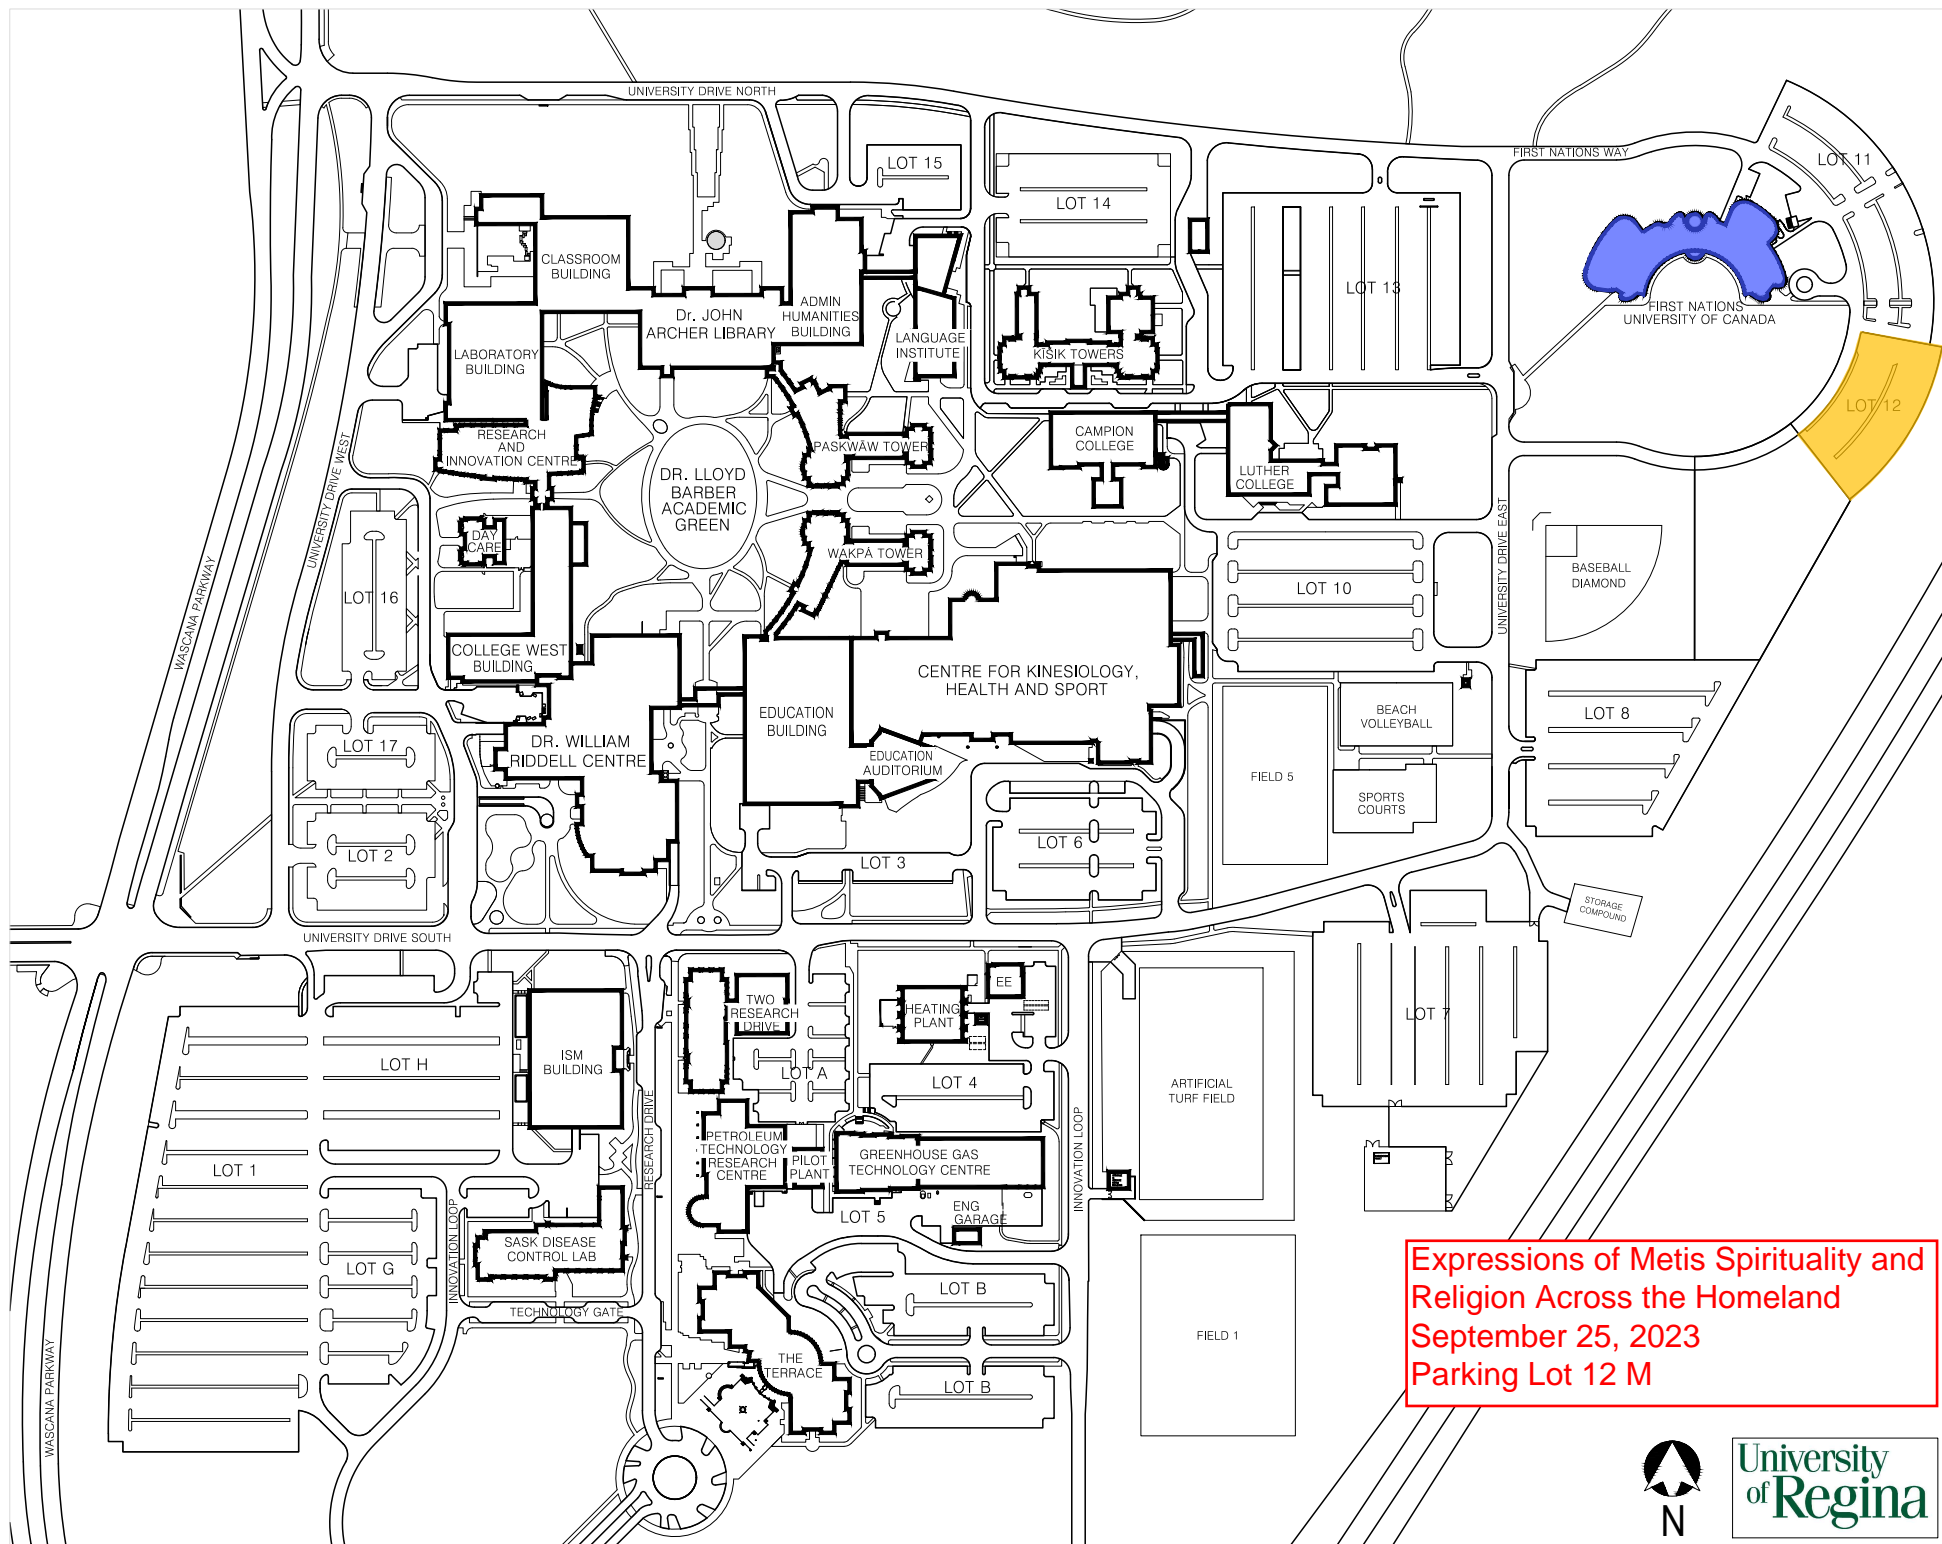 UNIVERSITY DRIVE NORTH
FIRST NATIONS WAY
LOT 11
LOT 15
LOT 14
CLASSROOM
BUILDING
LOT 13
ADMIN
HUMANITIES
BUILDING
Dr. JOHN
ARCHER LIBRARY
FIRST NATIONS
UNIVERSITY OF CANADA
LANGUAGE
INSTITUTE
KISIK TOWERS
LABORATORY
BUILDING
LOT 12
RESEARCH
AND
INNOVATION CENTRE
PASKWĀW TOWER
CAMPION
COLLEGE
LUTHER
COLLEGE
UNIVERSITY DRIVE WEST
DR. LLOYD
BARBER
ACADEMIC
GREEN
DAY
CARE
WAKPĀ TOWER
UNIVERSITY DRIVE EAST
BASEBALL
DIAMOND
LOT 16
LOT 10
WASCANA PARKWAY
COLLEGE WEST
BUILDING
CENTRE FOR KINESIOLOGY,
HEALTH AND SPORT
EDUCATION
BUILDING
BEACH
VOLLEYBALL
LOT 8
LOT 17
DR. WILLIAM
RIDDELL CENTRE
EDUCATION
AUDITORIUM
FIELD 5
SPORTS
COURTS
LOT 2
LOT 3
LOT 6
STORAGE
COMPOUND
UNIVERSITY DRIVE SOUTH
TWO
RESEARCH
DRIVE
HEATING
PLANT
EE
LOT 7
LOT H
ISM
BUILDING
LOT A
LOT 4
ARTIFICIAL
TURF FIELD
RESEARCH DRIVE
INNOVATION LOOP
LOT 1
PETROLEUM
TECHNOLOGY
RESEARCH
CENTRE
PILOT
PLANT
GREENHOUSE GAS
TECHNOLOGY CENTRE
LOT 5
ENG
GARAGE
INNOVATION LOOP
SASK DISEASE
CONTROL LAB
LOT G
TECHNOLOGY GATE
LOT B
FIELD 1
THE
TERRACE
LOT B
WASCANA PARKWAY
Expressions of Metis Spirituality and
Religion Across the Homeland
September 25, 2023
Parking Lot 12 M
N
University
of Regina